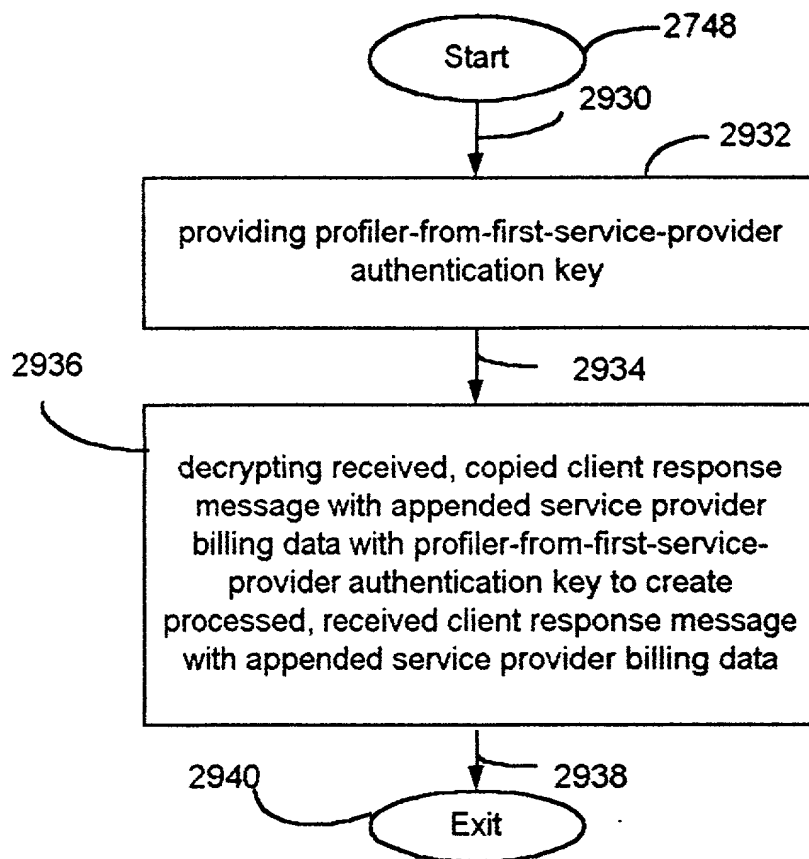 2748
Start
2930
2932
providing profiler-from-first-service-provider
authentication key
2936
2934
decrypting received, copied client response
message with appended service provider
billing data with profiler-from-first-service-
provider authentication key to create
processed, received client response message
with appended service provider billing data
2940
2938
Exit